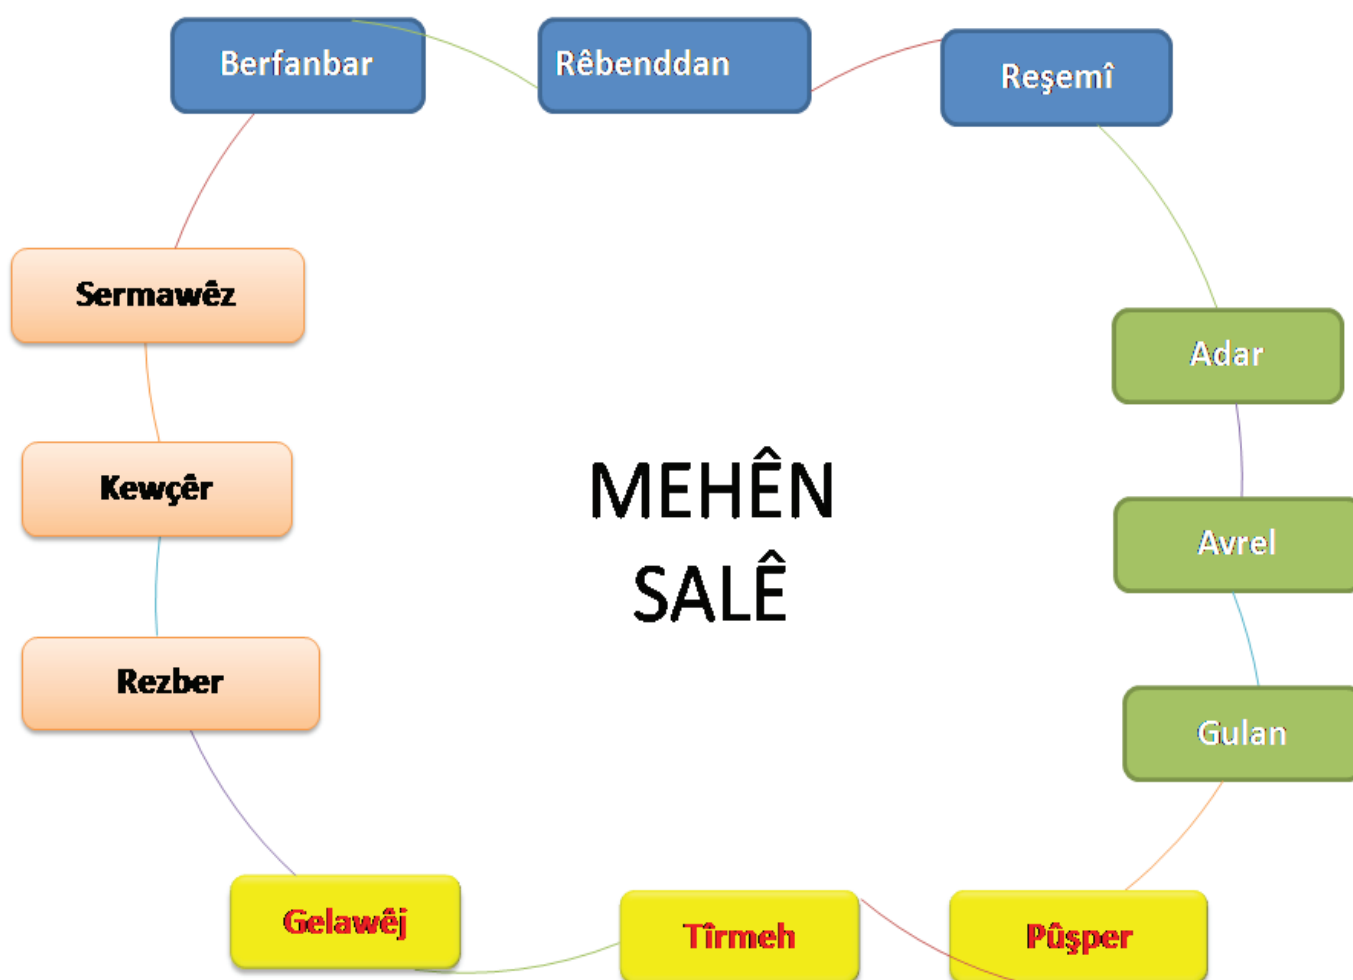 Berfanbar
Rêbenddan
Reşemî
Sermawêz
Adar
Kewçêr
MEHÊN
SALÊ
Avrel
Rezber
Gulan
Gelawêj
Tîrmeh
Pûşper